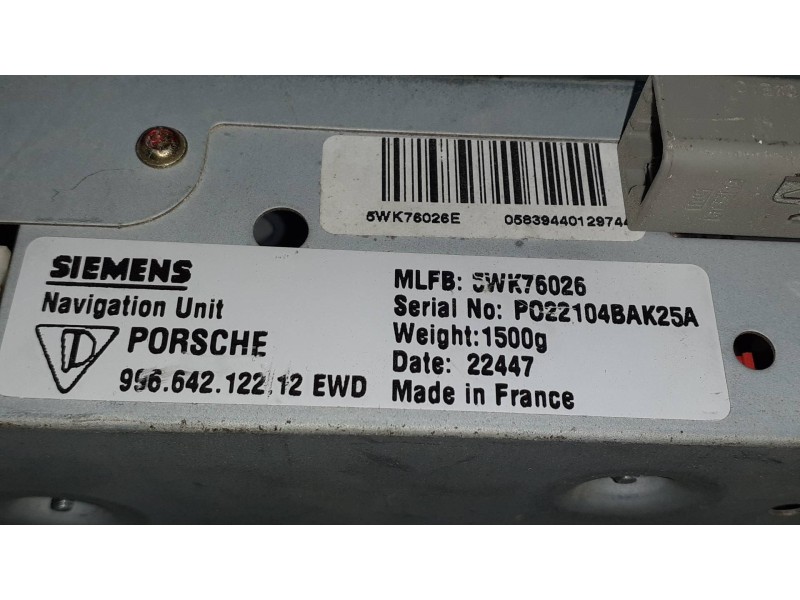 5WK76026E 0583944012974
SIEMENS
Navigation Unit
D PORSCHE
996.642.122.12 EWD
MLFB: 5WK76026
Serial No: PO22104BAK25A
Weight:1500g
Date: 22447
Made in France